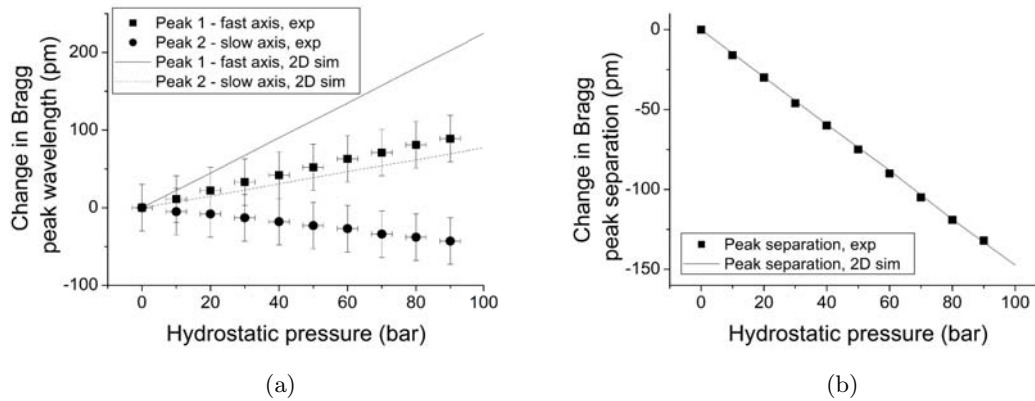 Peak 1 - fast axis, exp
Peak 2 - slow axis, exp
Peak 1 - fast axis, 2D sim
Peak 2 - slow axis, 2D sim
200
100
0
-100
Change in Bragg
peak wavelength (pm)
0 20 40 60 80 100
Hydrostatic pressure (bar)
(a)
0
-50
-100
-150
Change in Bragg
peak separation (pm)
Peak separation, exp
Peak separation, 2D sim
0 20 40 60 80 100
Hydrostatic pressure (bar)
(b)